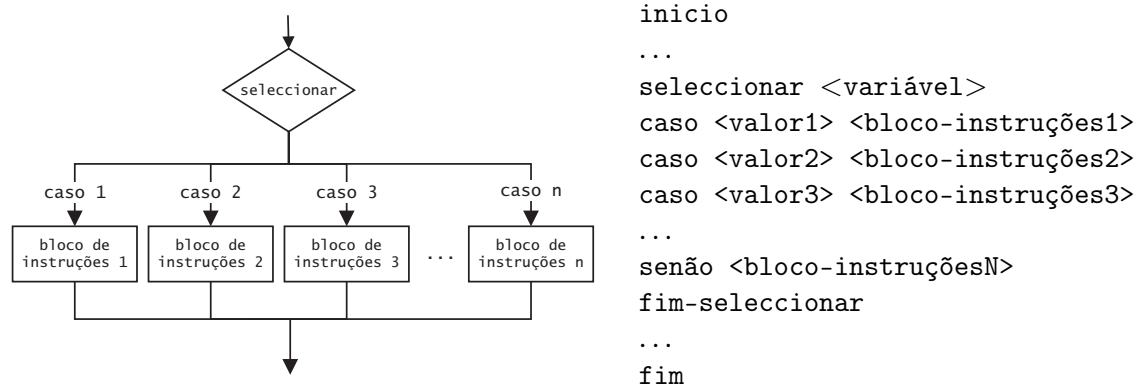 seleccionar
caso 1 caso 2 caso 3 caso n
bloco de bloco de bloco de bloco de
instruções 1 instruções 2 instruções 3 ... instruções n
inicio
...
seleccionar <variável>
caso <valor1> <bloco-instruções1>
caso <valor2> <bloco-instruções2>
caso <valor3> <bloco-instruções3>
...
senão <bloco-instruçõesN>
fim-seleccionar
...
fim